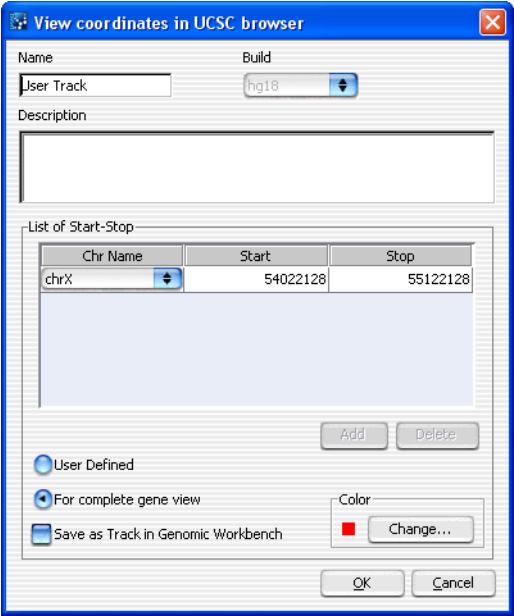 View coordinates in UCSC browser
Name Build
User Track hg18
Description
List of Start-Stop
Chr Name Start Stop
chrX 54022128 55122128
Add Delete
User Defined
For complete gene view
Color
Save as Track in Genomic Workbench Change...
OK Cancel